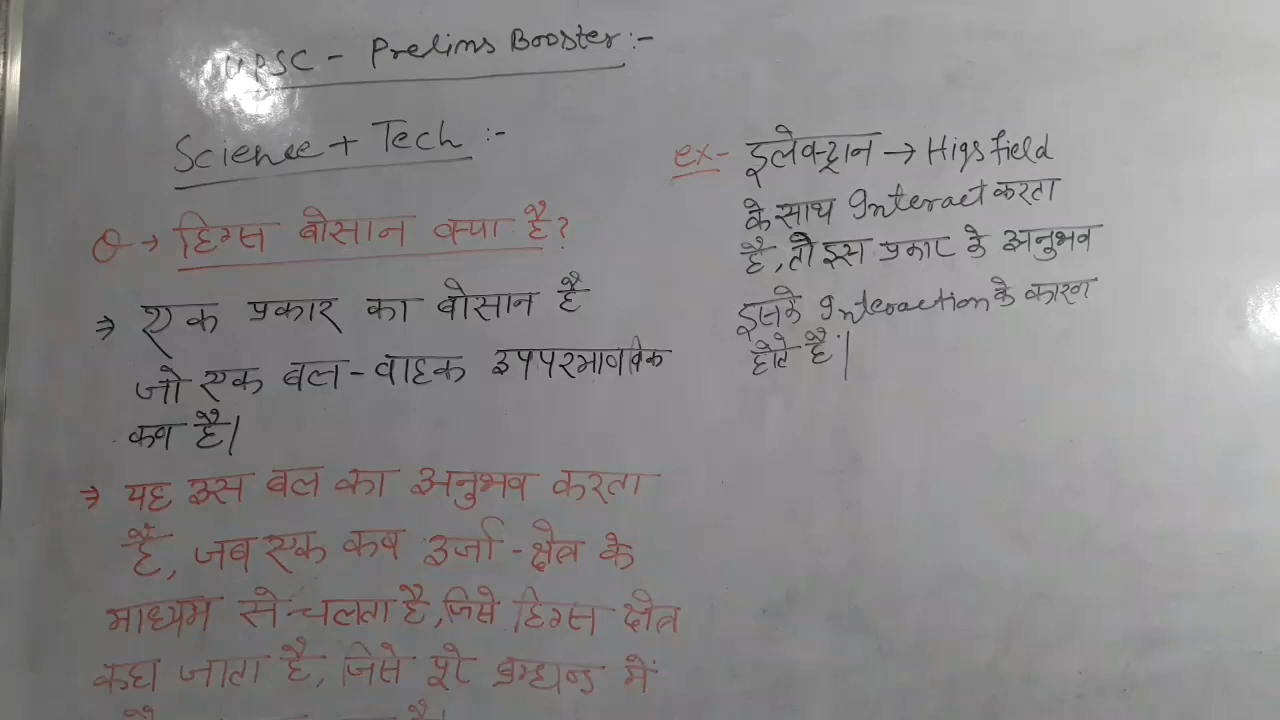 UPSC - Prelims Booster:-
Science + Tech :-
Q → हिग्स बोसान क्या है?
⇒ एक प्रकार का बोसान है
जो एक बल-वाहक उपपरमाणविक
कण है।
⇒ यह उस बल का अनुभव करता
है, जब एक कण उर्जा-क्षेत्र के
माध्यम से चलता है, जिसे हिग्स क्षेत्र
कहा जाता है, जिसे पूरे ब्रम्हाण्ड में
ex- इलेक्ट्रान → Higs field
के साथ Interact करता
है, तो इस प्रकार के अनुभव
इसके Interaction के कारण
होते है।